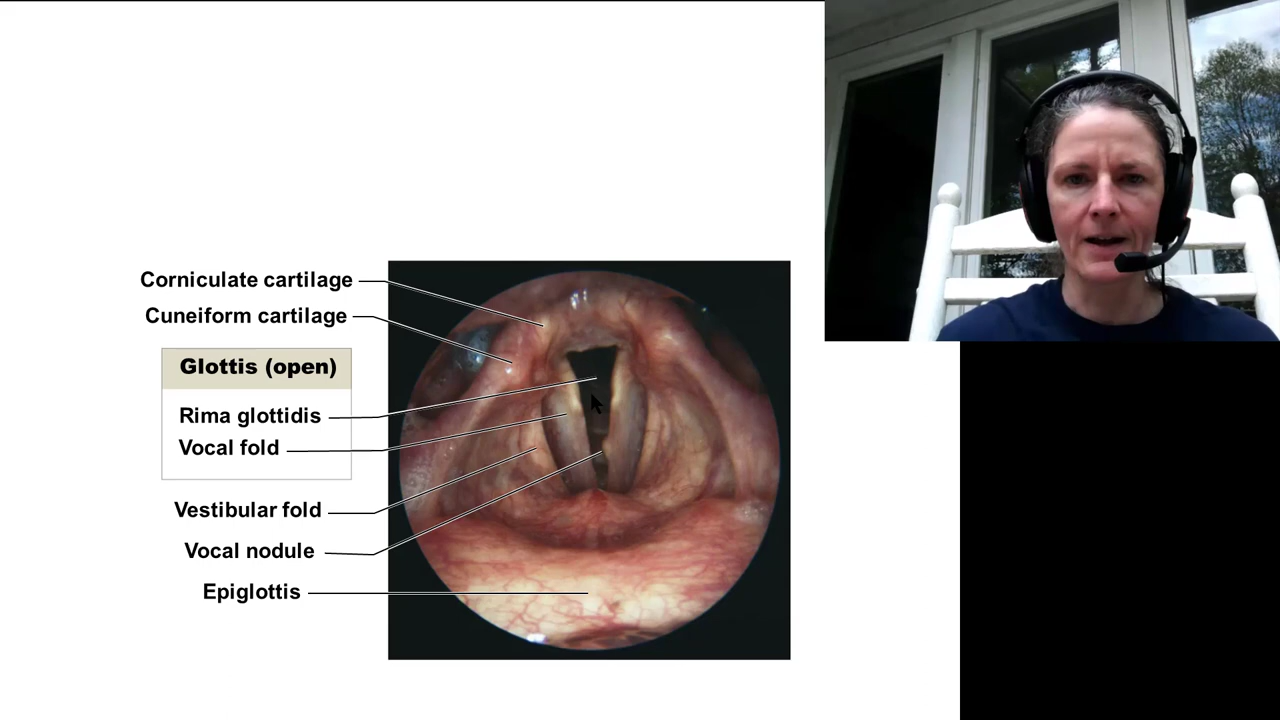 Corniculate cartilage
Cuneiform cartilage
Glottis (open)
Rima glottidis
Vocal fold
Vestibular fold
Vocal nodule
Epiglottis